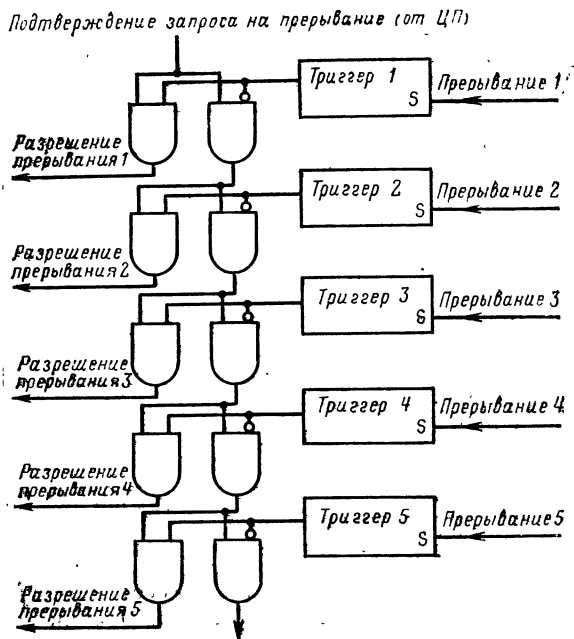 Подтверждение запроса на прерывание (от ЦП)
Триггер 1
S
Прерывание 1
Разрешение
прерывания 1
Триггер 2
S
Прерывание 2
Разрешение
прерывания 2
Триггер 3
S
Прерывание 3
Разрешение
прерывания 3
Триггер 4
S
Прерывание 4
Разрешение
прерывания 4
Триггер 5
S
Прерывание 5
Разрешение
прерывания 5